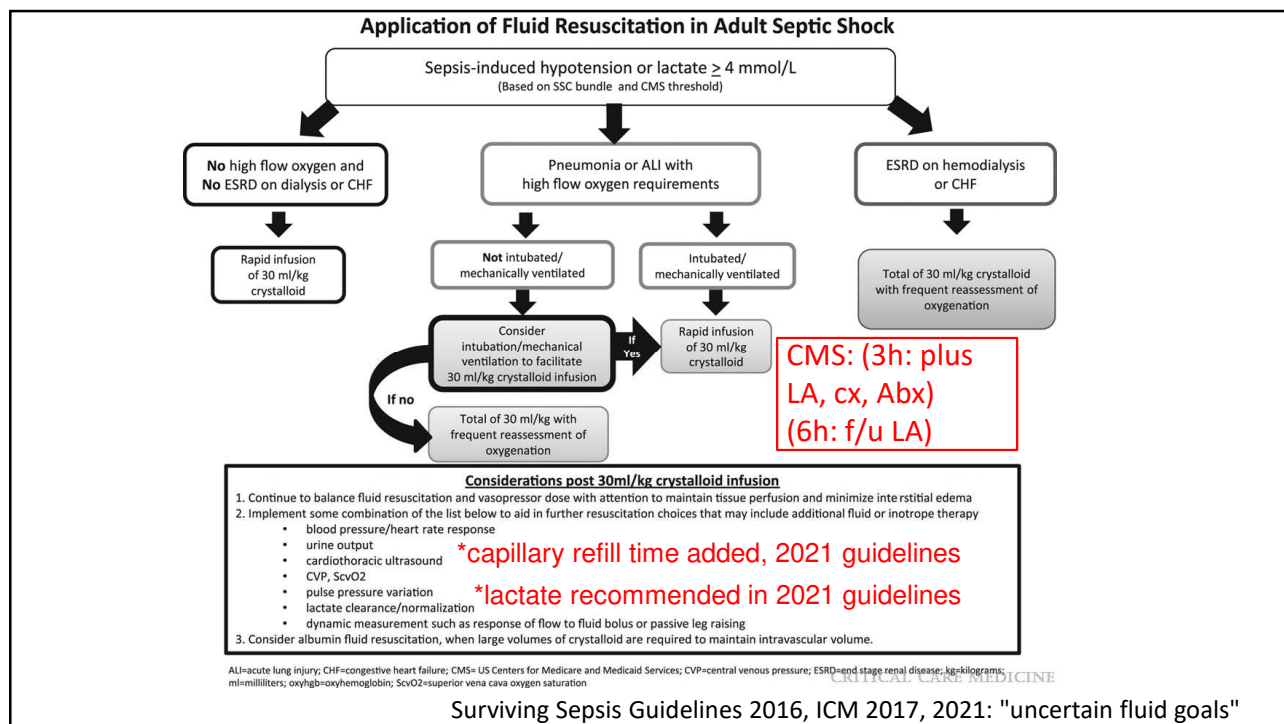 Application of Fluid Resuscitation in Adult Septic Shock
Sepsis-induced hypotension or lactate ≥ 4 mmol/L
(Based on SSC bundle and CMS threshold)
No high flow oxygen and
No ESRD on dialysis or CHF
Pneumonia or ALI with
high flow oxygen requirements
ESRD on hemodialysis
or CHF
Rapid infusion
of 30 ml/kg
crystalloid
Not intubated/
mechanically ventilated
Intubated/
mechanically ventilated
Total of 30 ml/kg crystalloid
with frequent reassessment of
oxygenation
Consider
intubation/mechanical
ventilation to facilitate
30 ml/kg crystalloid infusion
If
Yes
Rapid infusion
of 30 ml/kg
crystalloid
CMS: (3h: plus
LA, cx, Abx)
(6h: f/u LA)
If no
Total of 30 ml/kg with
frequent reassessment of
oxygenation
Considerations post 30ml/kg crystalloid infusion
1. Continue to balance fluid resuscitation and vasopressor dose with attention to maintain tissue perfusion and minimize interstitial edema
2. Implement some combination of the list below to aid in further resuscitation choices that may include additional fluid or inotrope therapy
• blood pressure/heart rate response
• urine output
• cardiothoracic ultrasound
*capillary refill time added, 2021 guidelines
• CVP, ScvO2
• pulse pressure variation
• lactate clearance/normalization
*lactate recommended in 2021 guidelines
• dynamic measurement such as response of flow to fluid bolus or passive leg raising
3. Consider albumin fluid resuscitation, when large volumes of crystalloid are required to maintain intravascular volume.
ALI=acute lung injury; CHF=congestive heart failure; CMS= US Centers for Medicare and Medicaid Services; CVP=central venous pressure; ESRD=end stage renal disease; kg=kilograms;
ml=milliliters; oxyhgb=oxyhemoglobin; ScvO2=superior vena cava oxygen saturation
CRITICAL CARE MEDICINE
Surviving Sepsis Guidelines 2016, ICM 2017, 2021: "uncertain fluid goals"